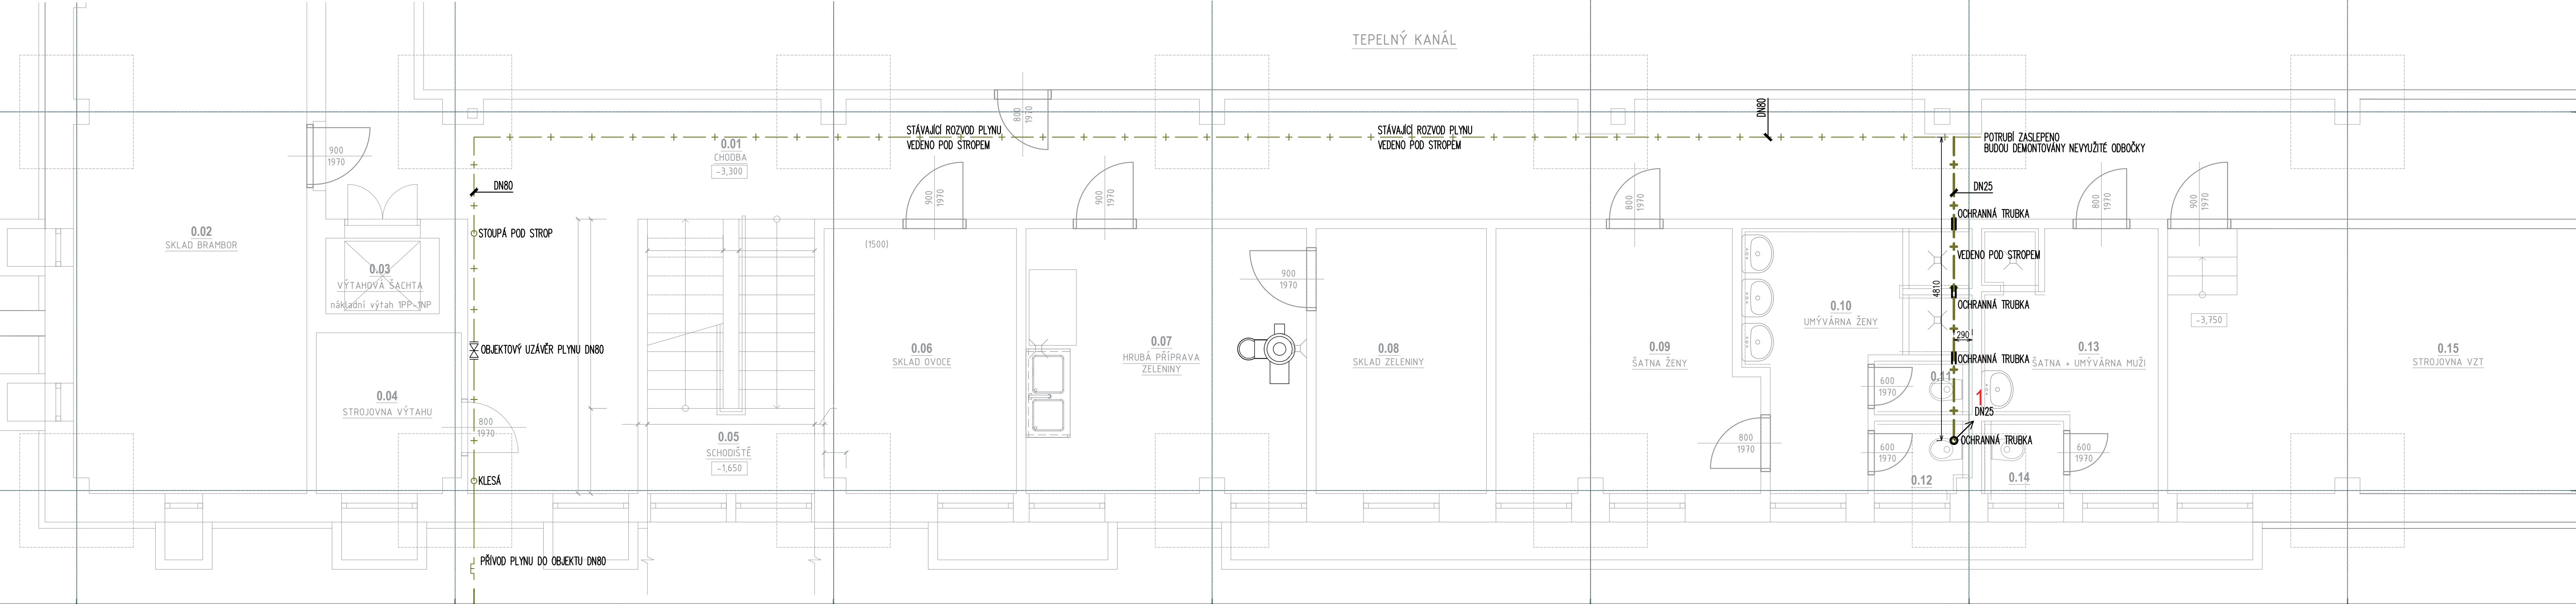 TEPELNÝ KANÁL
800
1970
DN80
STÁVAJÍCÍ ROZVOD PLYNU
VEDENO POD STROPEM
STÁVAJÍCÍ ROZVOD PLYNU
VEDENO POD STROPEM
POTRUBÍ ZASLEPENO
BUDOU DEMONTOVÁNY NEVYUŽITÉ ODBOČKY
900
1970
0.01
CHODBA
-3,300
DN80
900
1970
900
1970
800
1970
DN25
800
1970
900
1970
OCHRANNÁ TRUBKA
0.02
SKLAD BRAMBOR
STOUPÁ POD STROP
(1500)
VEDENO POD STROPEM
0.03
VÝTAHOVÁ ŠACHTA
nákladní výtah 1PP-1NP
900
1970
4810
OCHRANNÁ TRUBKA
0.10
UMÝVÁRNA ŽENY
-3,750
290
OBJEKTOVÝ UZÁVĚR PLYNU DN80
0.06
SKLAD OVOCE
0.07
HRUBÁ PŘÍPRAVA
ZELENINY
0.08
SKLAD ZELENINY
0.09
ŠATNA ŽENY
OCHRANNÁ TRUBKA
0.13
ŠATNA + UMÝVÁRNA MUŽI
0.15
STROJOVNA VZT
0.11
600
1970
0.04
STROJOVNA VÝTAHU
1
DN25
800
1970
0.05
SCHODIŠTĚ
-1,650
800
1970
600
1970
OCHRANNÁ TRUBKA
600
1970
KLESÁ
0.12
0.14
PŘÍVOD PLYNU DO OBJEKTU DN80